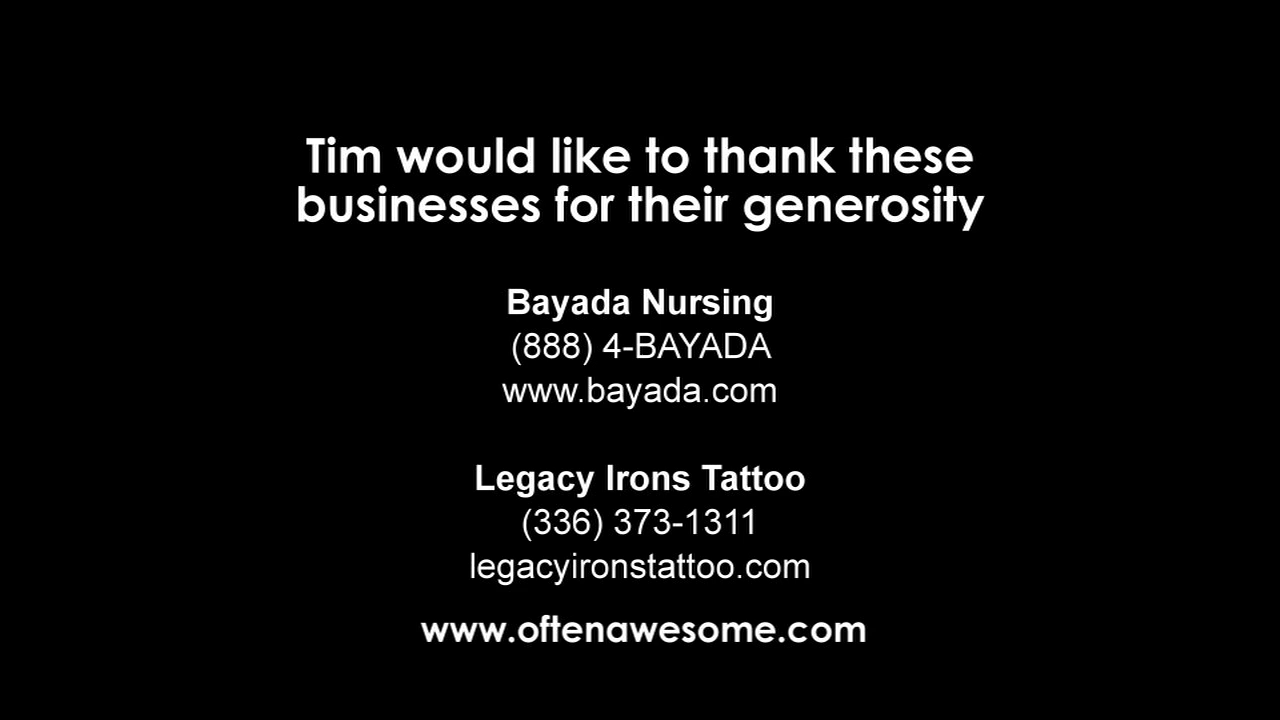 Tim would like to thank these
businesses for their generosity
Bayada Nursing
(888) 4-BAYADA
www.bayada.com
Legacy Irons Tattoo
(336) 373-1311
legacyironstattoo.com
www.oftenawesome.com